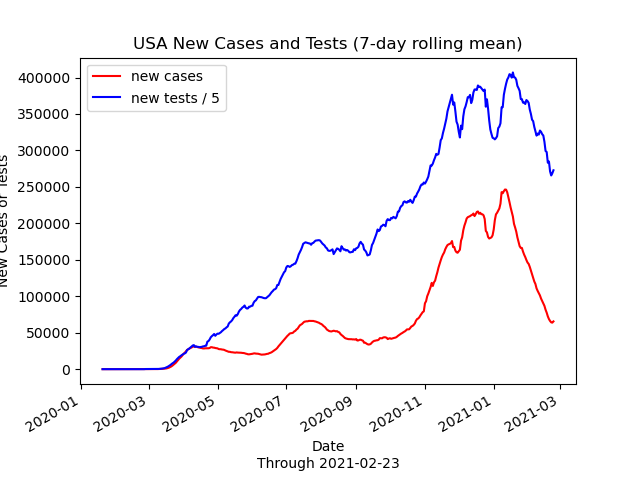 USA New Cases and Tests (7-day rolling mean)
new cases
new tests / 5
400000
350000
300000
250000
200000
150000
100000
50000
0
New Cases or Tests
2020-01
2020-03
2020-05
2020-07
2020-09
2020-11
2021-01
2021-03
Date
Through 2021-02-23